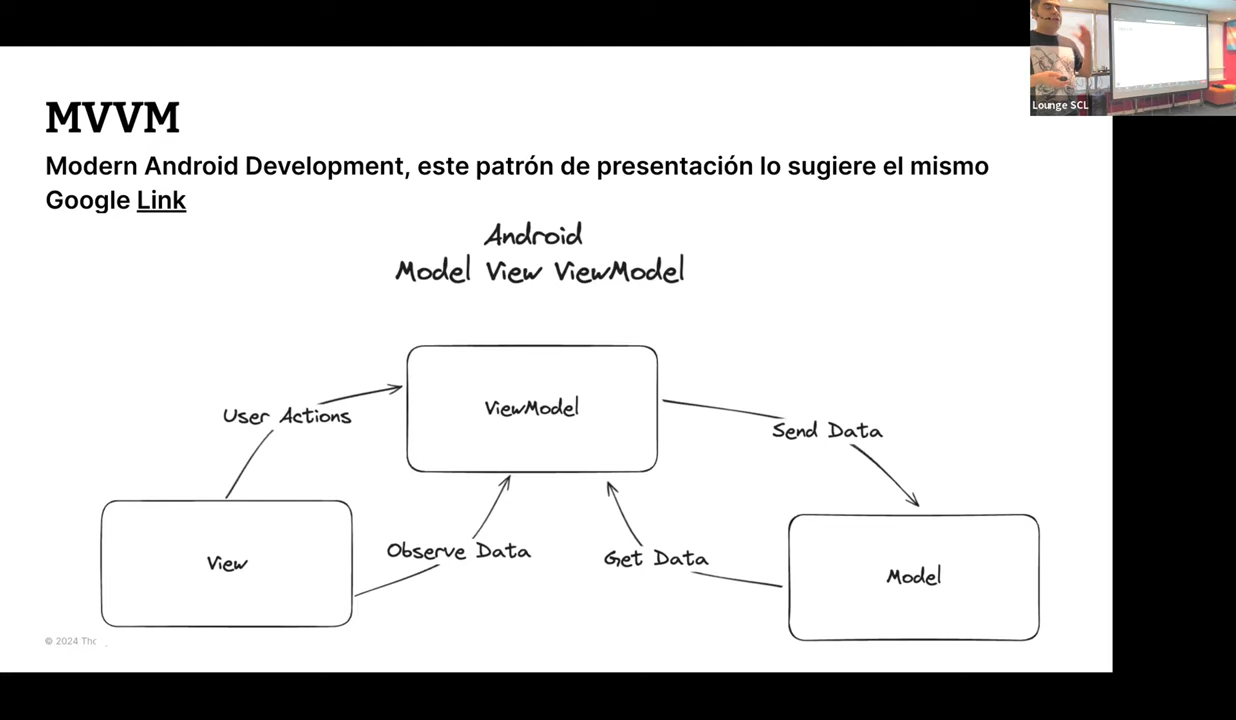 MVVM
Modern Android Development, este patrón de presentación lo sugiere el mismo
Google Link
Android
Model View ViewModel
ViewModel
User Actions
Send Data
View
Observe Data
Get Data
Model
© 2024
Lounge SCL